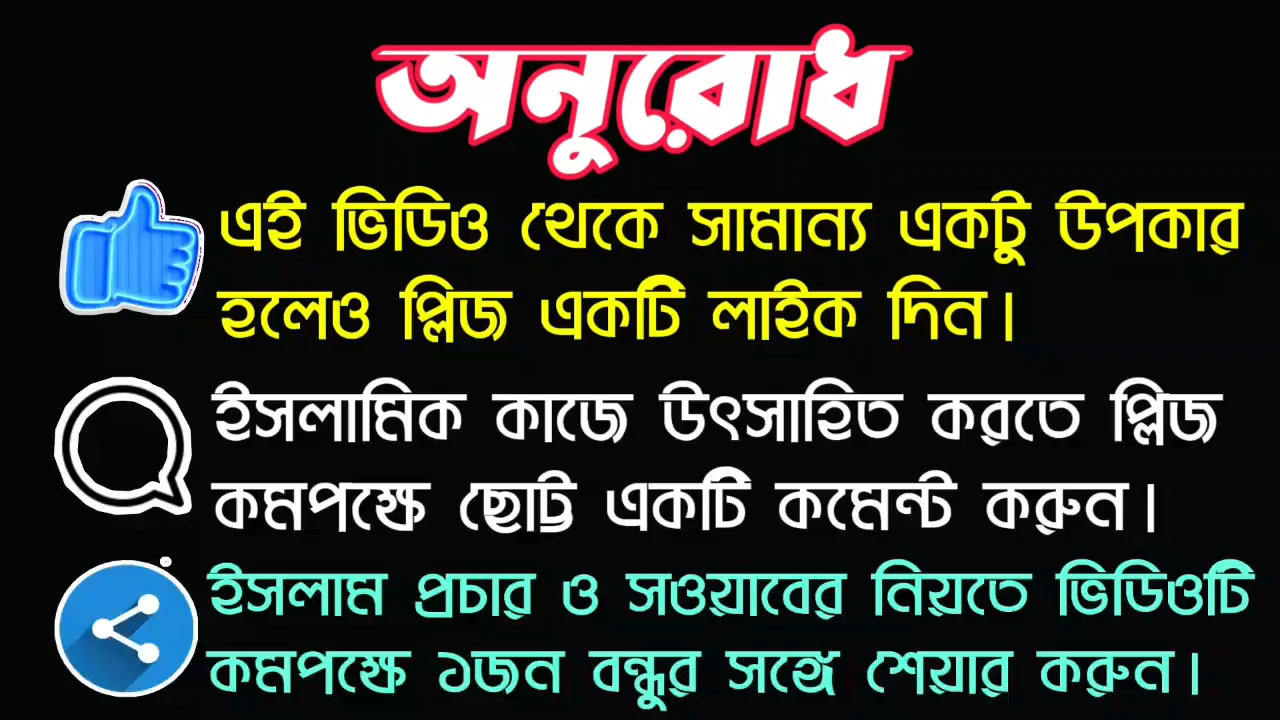 অনুরোধ
এই ভিডিও থেকে সামান্য একটু উপকার
হলেও প্লিজ একটি লাইক দিন।
ইসলামিক কাজে উৎসাহিত করতে প্লিজ
কমপক্ষে ছোট্ট একটি কমেন্ট করুন।
ইসলাম প্রচার ও সওয়াবের নিয়তে ভিডিওটি
কমপক্ষে ১জন বন্ধুর সঙ্গে শেয়ার করুন।